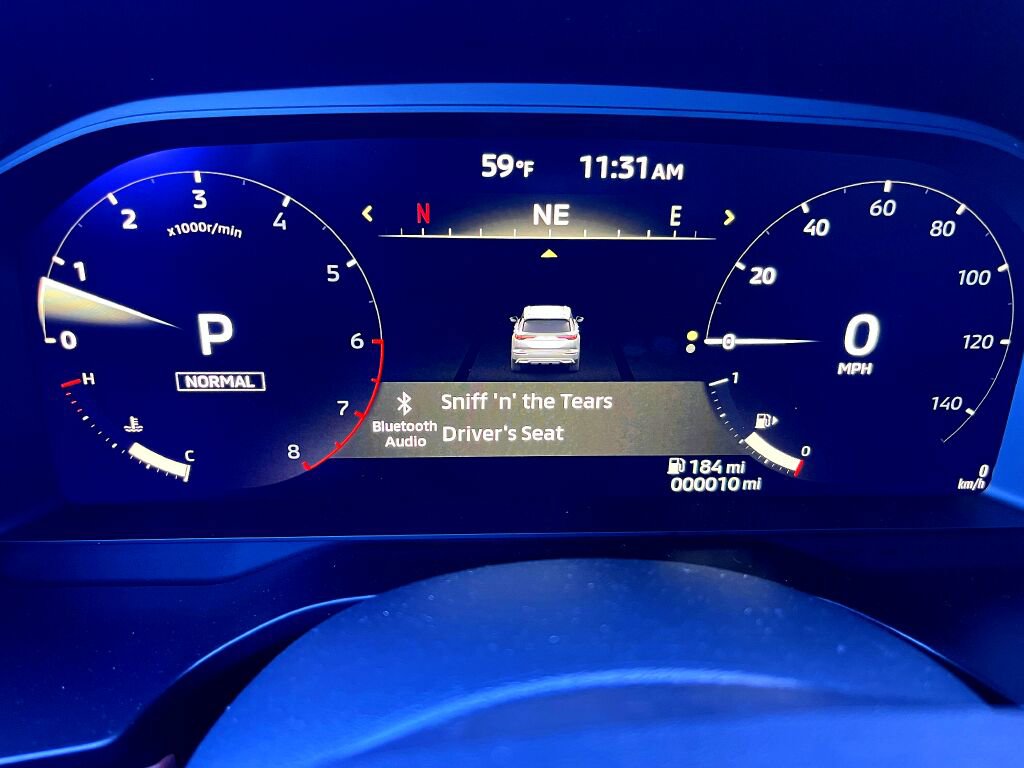 59°F 11:31AM
N NE E
0 1 2 3 4 5 6 7 8
x1000r/min
P
NORMAL
H
C
0 20 40 60 80 100 120 140
0
MPH
1
0
Sniff 'n' the Tears
Bluetooth
Audio
Driver's Seat
184 mi
000010 mi
0
km/h